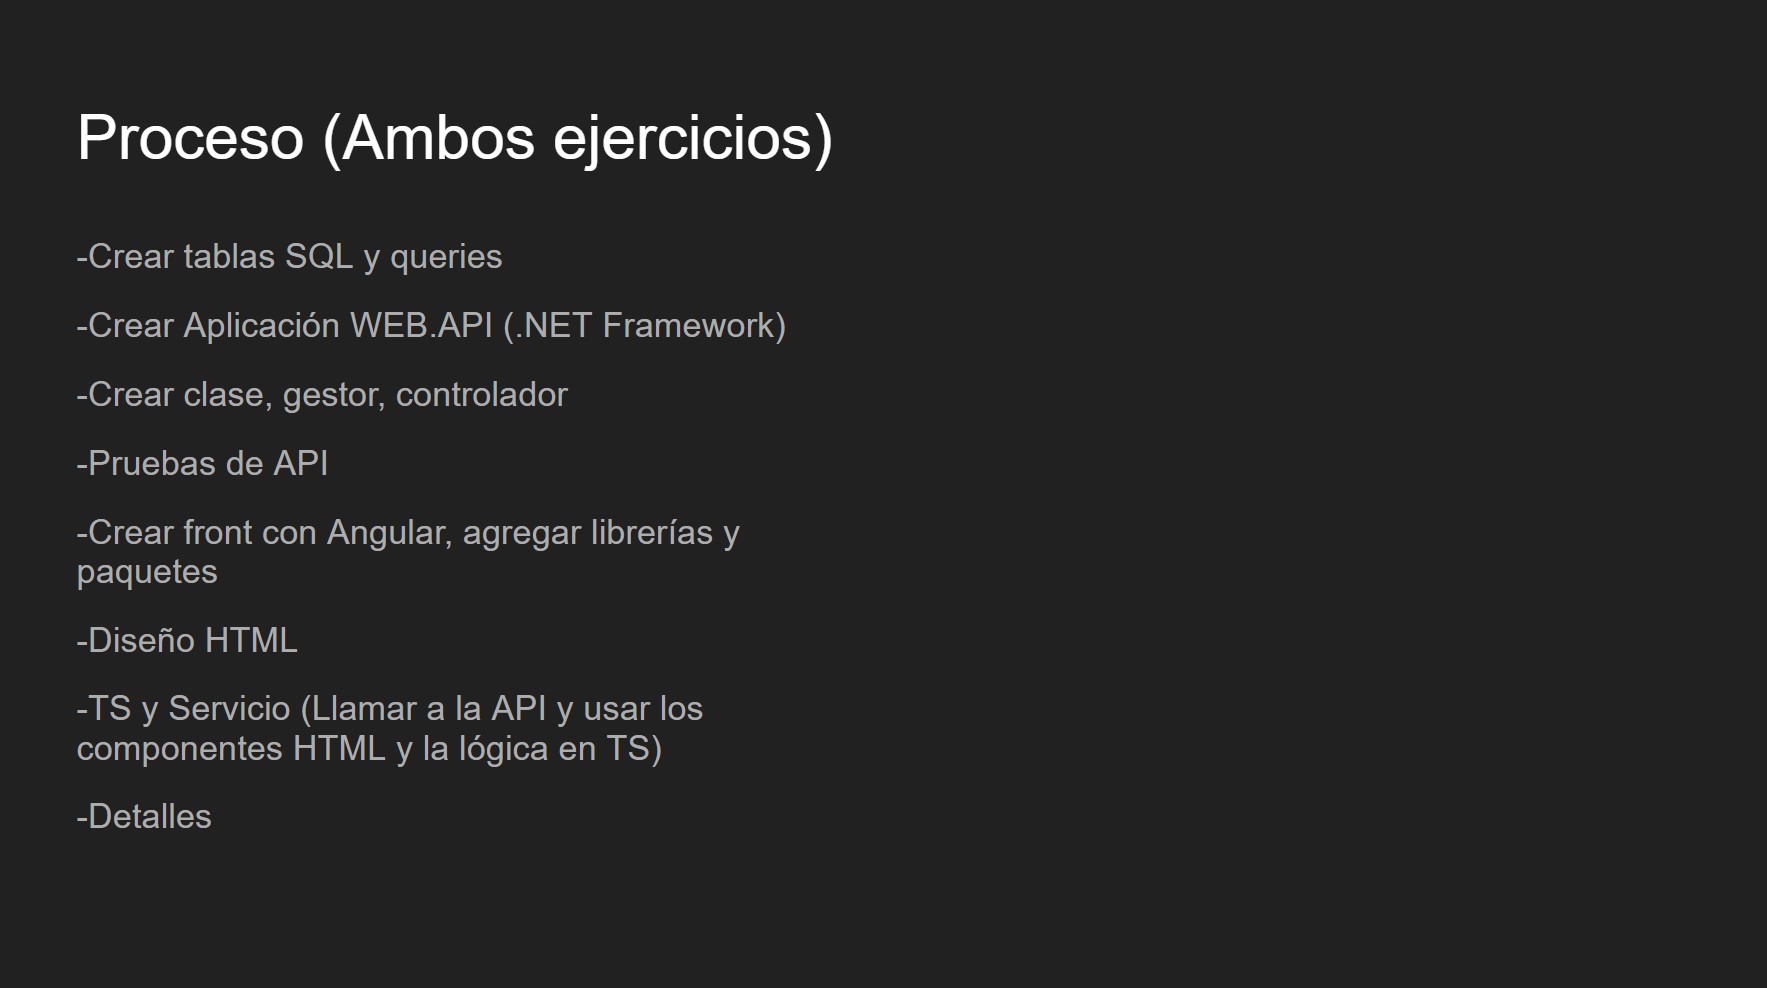 Proceso (Ambos ejercicios)
-Crear tablas SQL y queries
-Crear Aplicación WEB.API (.NET Framework)
-Crear clase, gestor, controlador
-Pruebas de API
-Crear front con Angular, agregar librerías y
paquetes
-Diseño HTML
-TS y Servicio (Llamar a la API y usar los
componentes HTML y la lógica en TS)
-Detalles